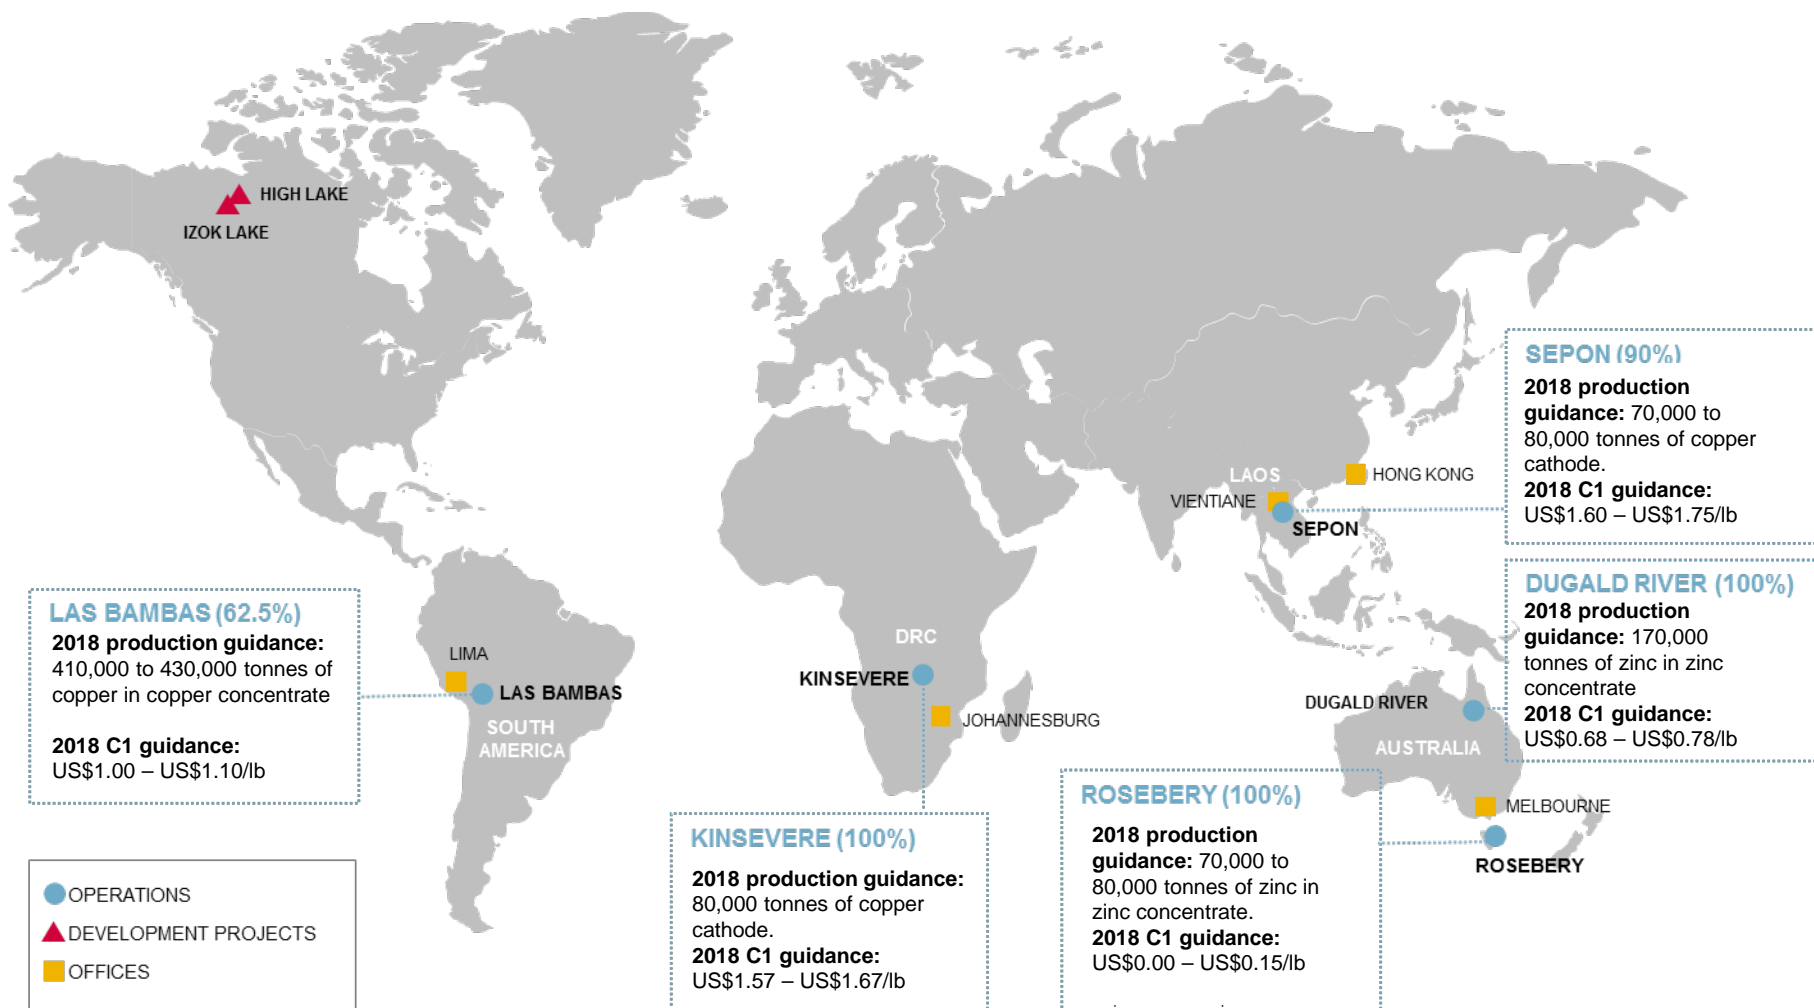 HIGH LAKE
IZOK LAKE
SEPON (90%)
2018 production
guidance: 70,000 to
80,000 tonnes of copper
cathode.
2018 C1 guidance:
US$1.60 – US$1.75/lb
LAOS
HONG KONG
VIENTIANE
SEPON
DUGALD RIVER (100%)
2018 production
guidance: 170,000
tonnes of zinc in zinc
concentrate
2018 C1 guidance:
US$0.68 – US$0.78/lb
LAS BAMBAS (62.5%)
2018 production guidance:
410,000 to 430,000 tonnes of
copper in copper concentrate
2018 C1 guidance:
US$1.00 – US$1.10/lb
LIMA
LAS BAMBAS
SOUTH
AMERICA
DRC
KINSEVERE
JOHANNESBURG
DUGALD RIVER
AUSTRALIA
MELBOURNE
ROSEBERY
KINSEVERE (100%)
2018 production guidance:
80,000 tonnes of copper
cathode.
2018 C1 guidance:
US$1.57 – US$1.67/lb
ROSEBERY (100%)
2018 production
guidance: 70,000 to
80,000 tonnes of zinc in
zinc concentrate.
2018 C1 guidance:
US$0.00 – US$0.15/lb
OPERATIONS
DEVELOPMENT PROJECTS
OFFICES